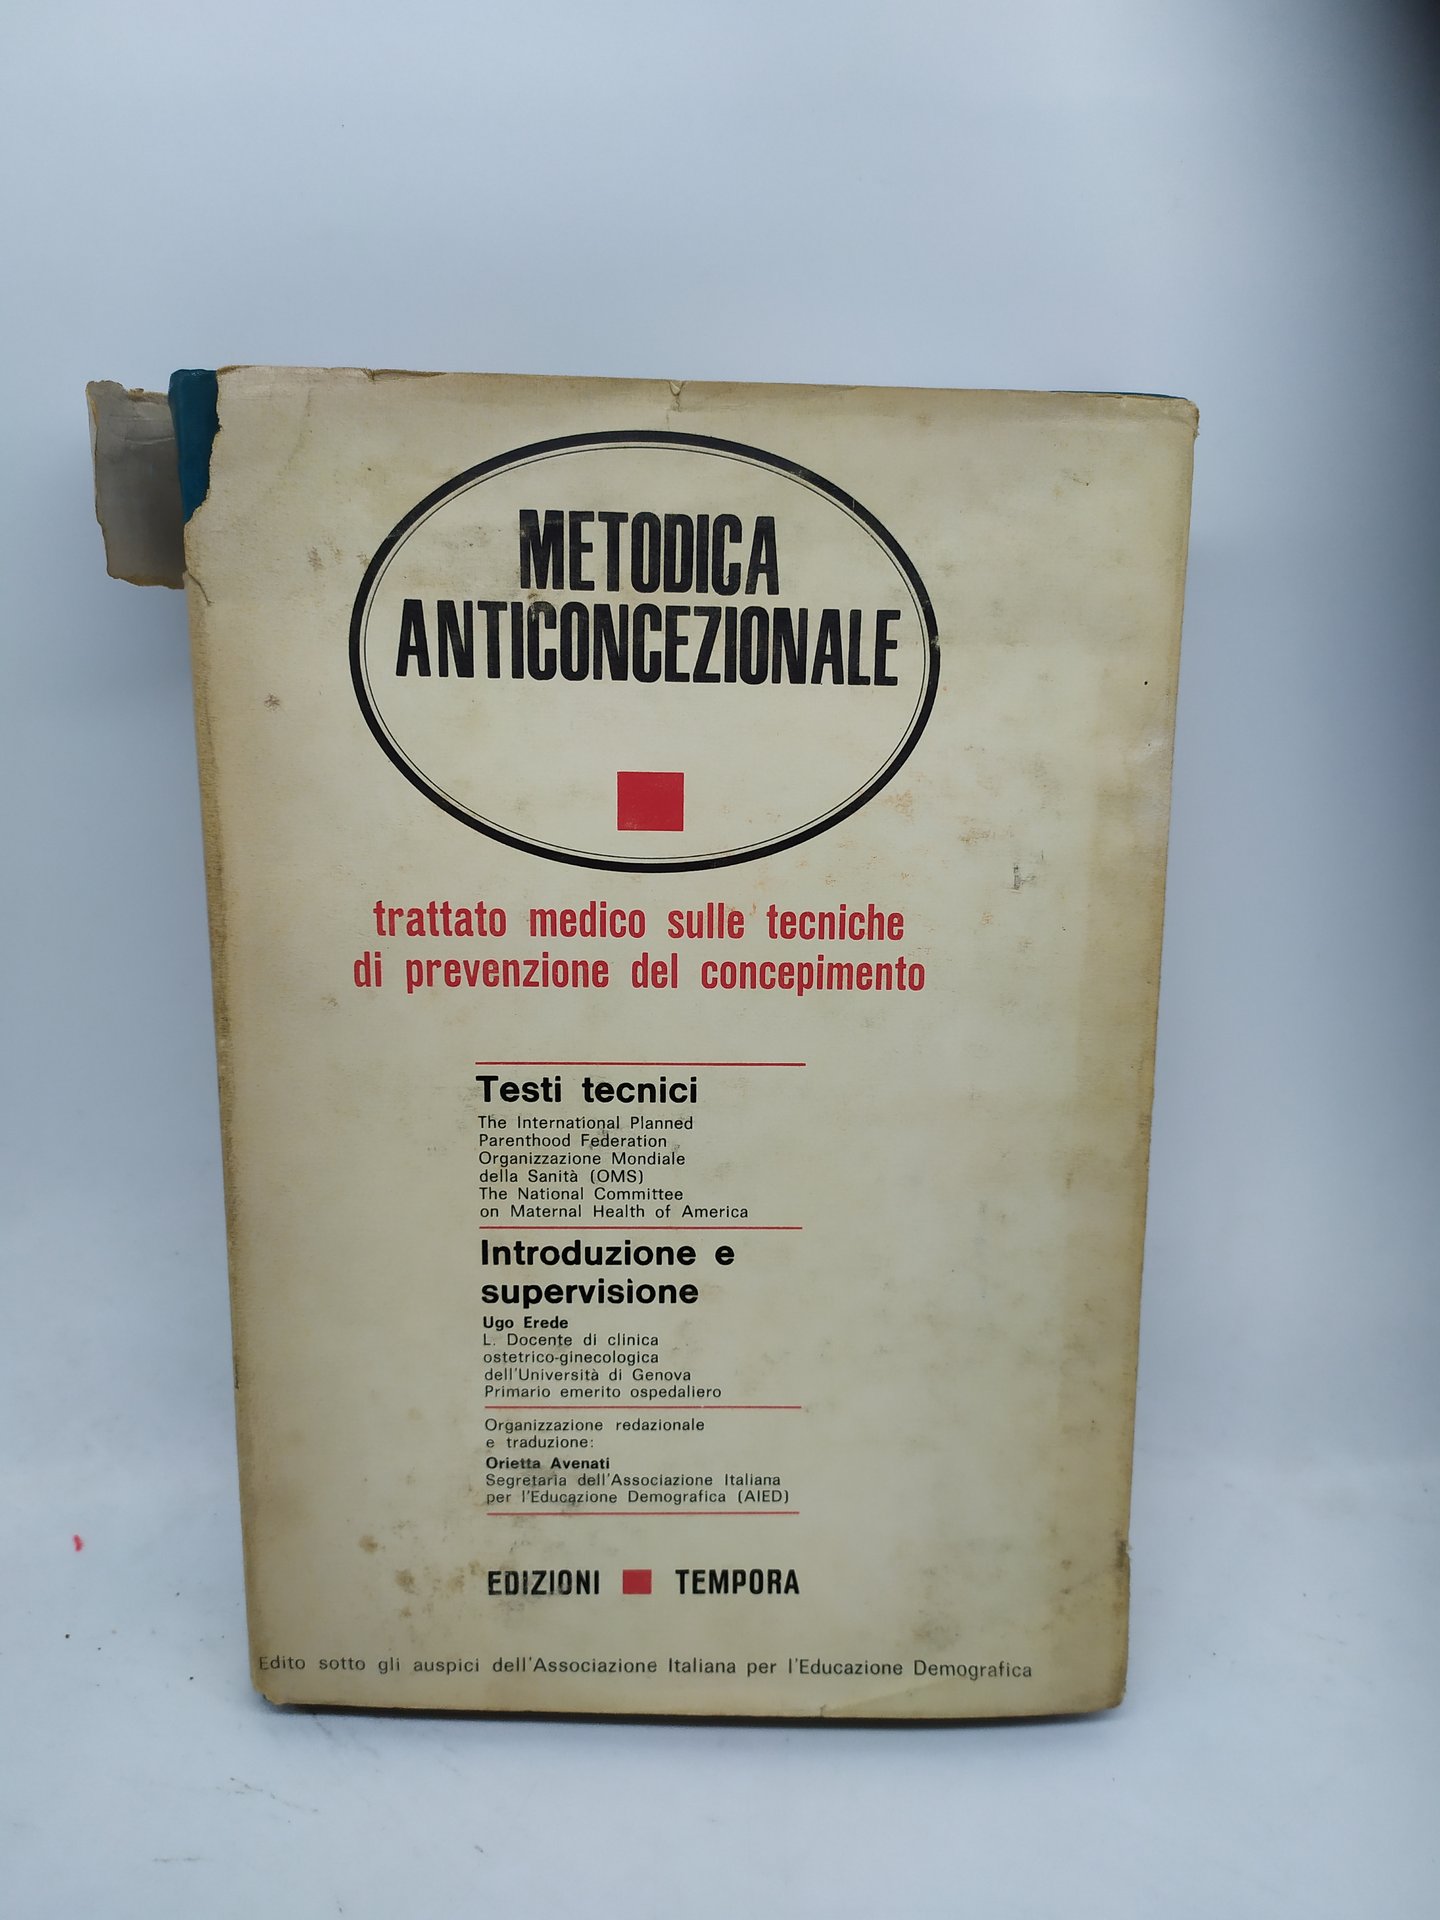 METODICA
ANTICONCEZIONALE
trattato medico sulle tecniche
di prevenzione del concepimento
Testi tecnici
The International Planned
Parenthood Federation
Organizzazione Mondiale
della Sanità (OMS)
The National Committee
on Maternal Health of America
Introduzione e
supervisione
Ugo Erede
L. Docente di clinica
ostetrico-ginecologica
dell'Università di Genova
Primario emerito ospedaliero
Organizzazione redazionale
e traduzione:
Orietta Avenati
Segretaria dell'Associazione Italiana
per l'Educazione Demografica (AIED)
EDIZIONI TEMPORA
Edito sotto gli auspici dell'Associazione Italiana per l'Educazione Demografica